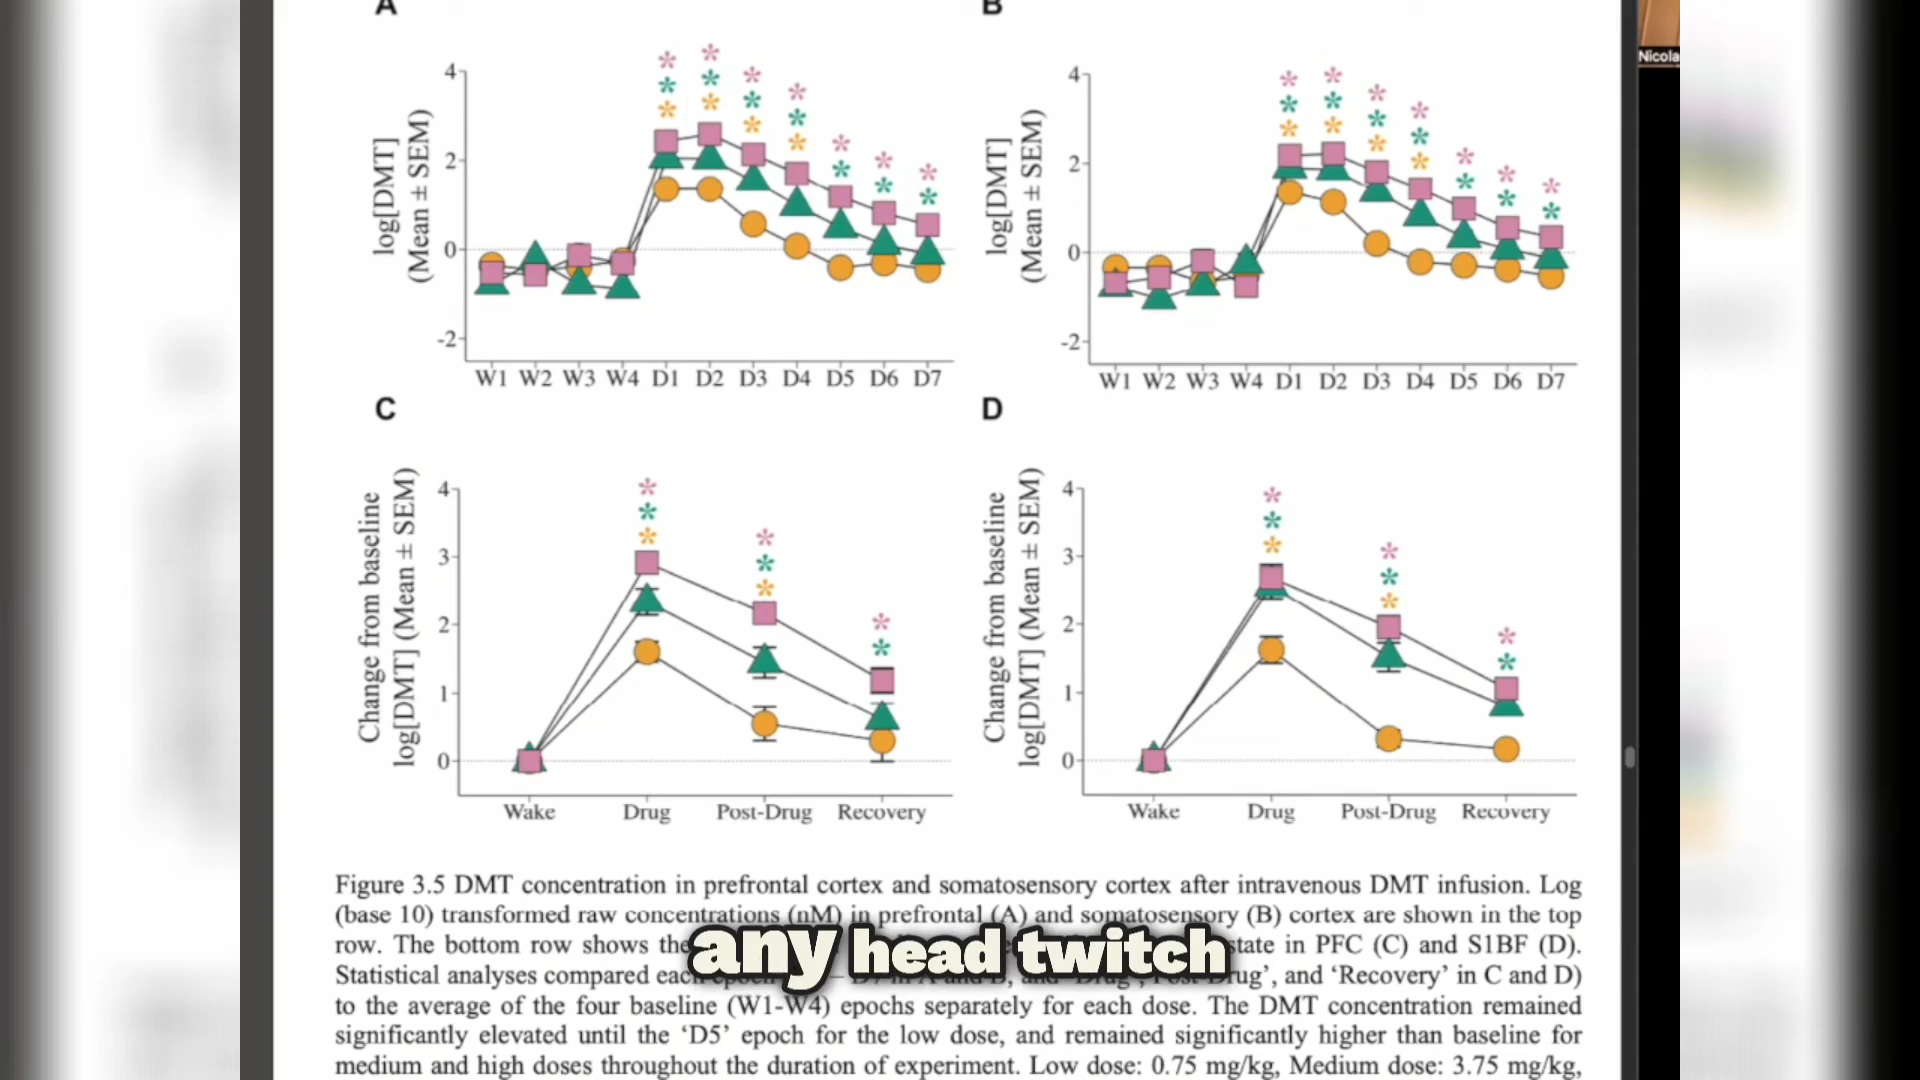 A
B
4
2
0
-2
log[DMT]
(Mean ± SEM)
* * * * * * *
* * * * * * *
* * * *
W1 W2 W3 W4 D1 D2 D3 D4 D5 D6 D7
4
2
0
-2
log[DMT]
(Mean ± SEM)
* * * * * * *
* * * * * * *
* * * *
W1 W2 W3 W4 D1 D2 D3 D4 D5 D6 D7
Nicola
C
D
4
3
2
1
0
Change from baseline
log[DMT] (Mean ± SEM)
* * *
* * *
* *
Wake Drug Post-Drug Recovery
4
3
2
1
0
Change from baseline
log[DMT] (Mean ± SEM)
* * *
* * *
* *
Wake Drug Post-Drug Recovery
Figure 3.5 DMT concentration in prefrontal cortex and somatosensory cortex after intravenous DMT infusion. Log
(base 10) transformed raw concentrations (nM) in prefrontal (A) and somatosensory (B) cortex are shown in the top
row. The bottom row shows the state in PFC (C) and S1BF (D).
any head twitch
Statistical analyses compared each epoch and 'Recovery' in C and D)
to the average of the four baseline (W1-W4) epochs separately for each dose. The DMT concentration remained
significantly elevated until the 'D5' epoch for the low dose, and remained significantly higher than baseline for
medium and high doses throughout the duration of experiment. Low dose: 0.75 mg/kg, Medium dose: 3.75 mg/kg,